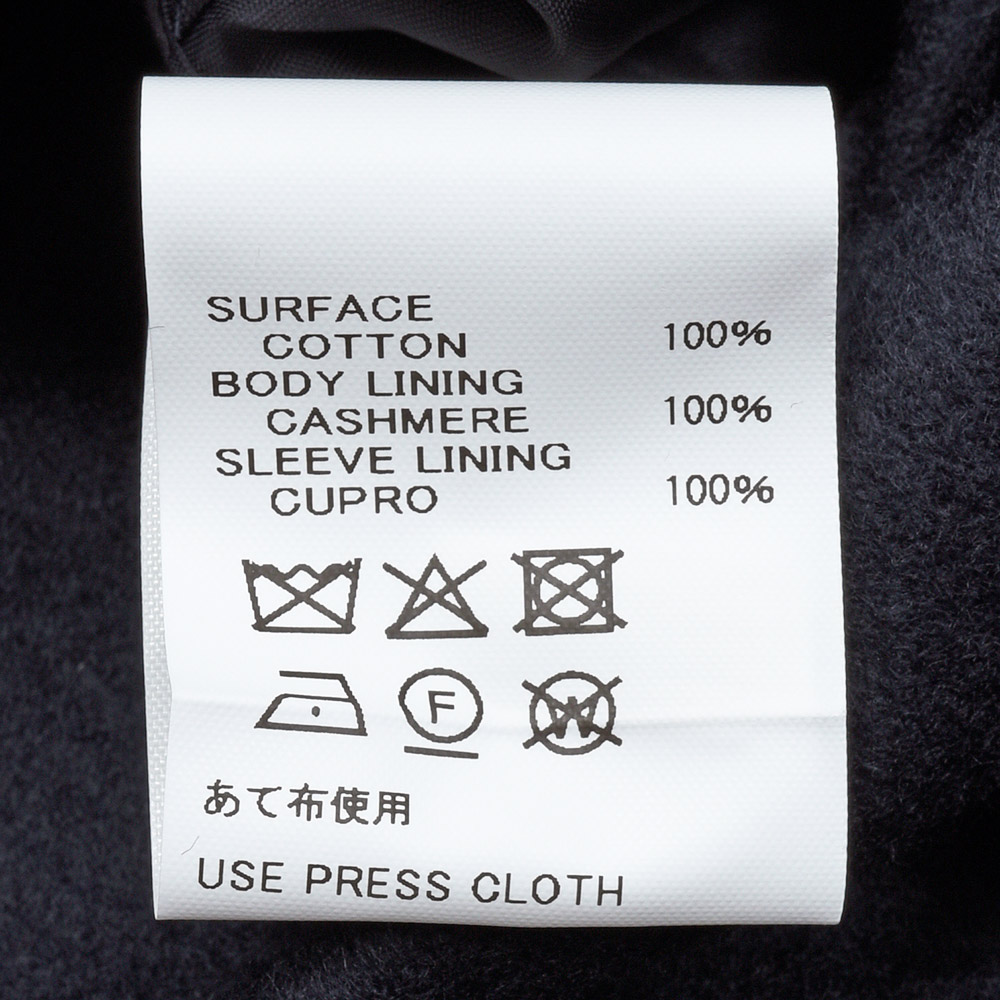 SURFACE
COTTON 100%
BODY LINING
CASHMERE 100%
SLEEVE LINING
CUPRO 100%
F W
あて布使用
USE PRESS CLOTH